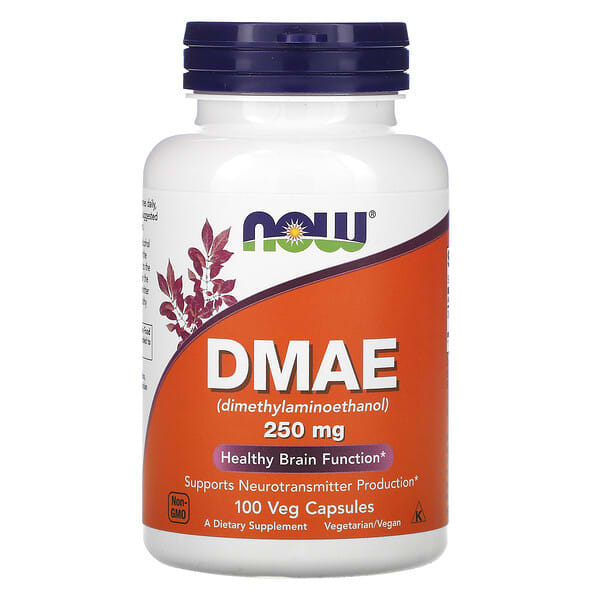 NOW®
DMAE
(dimethylaminoethanol)
250 mg
Healthy Brain Function*
Supports Neurotransmitter Production*
100 Veg Capsules
Non-
GMO
A Dietary Supplement Vegetarian/Vegan
K